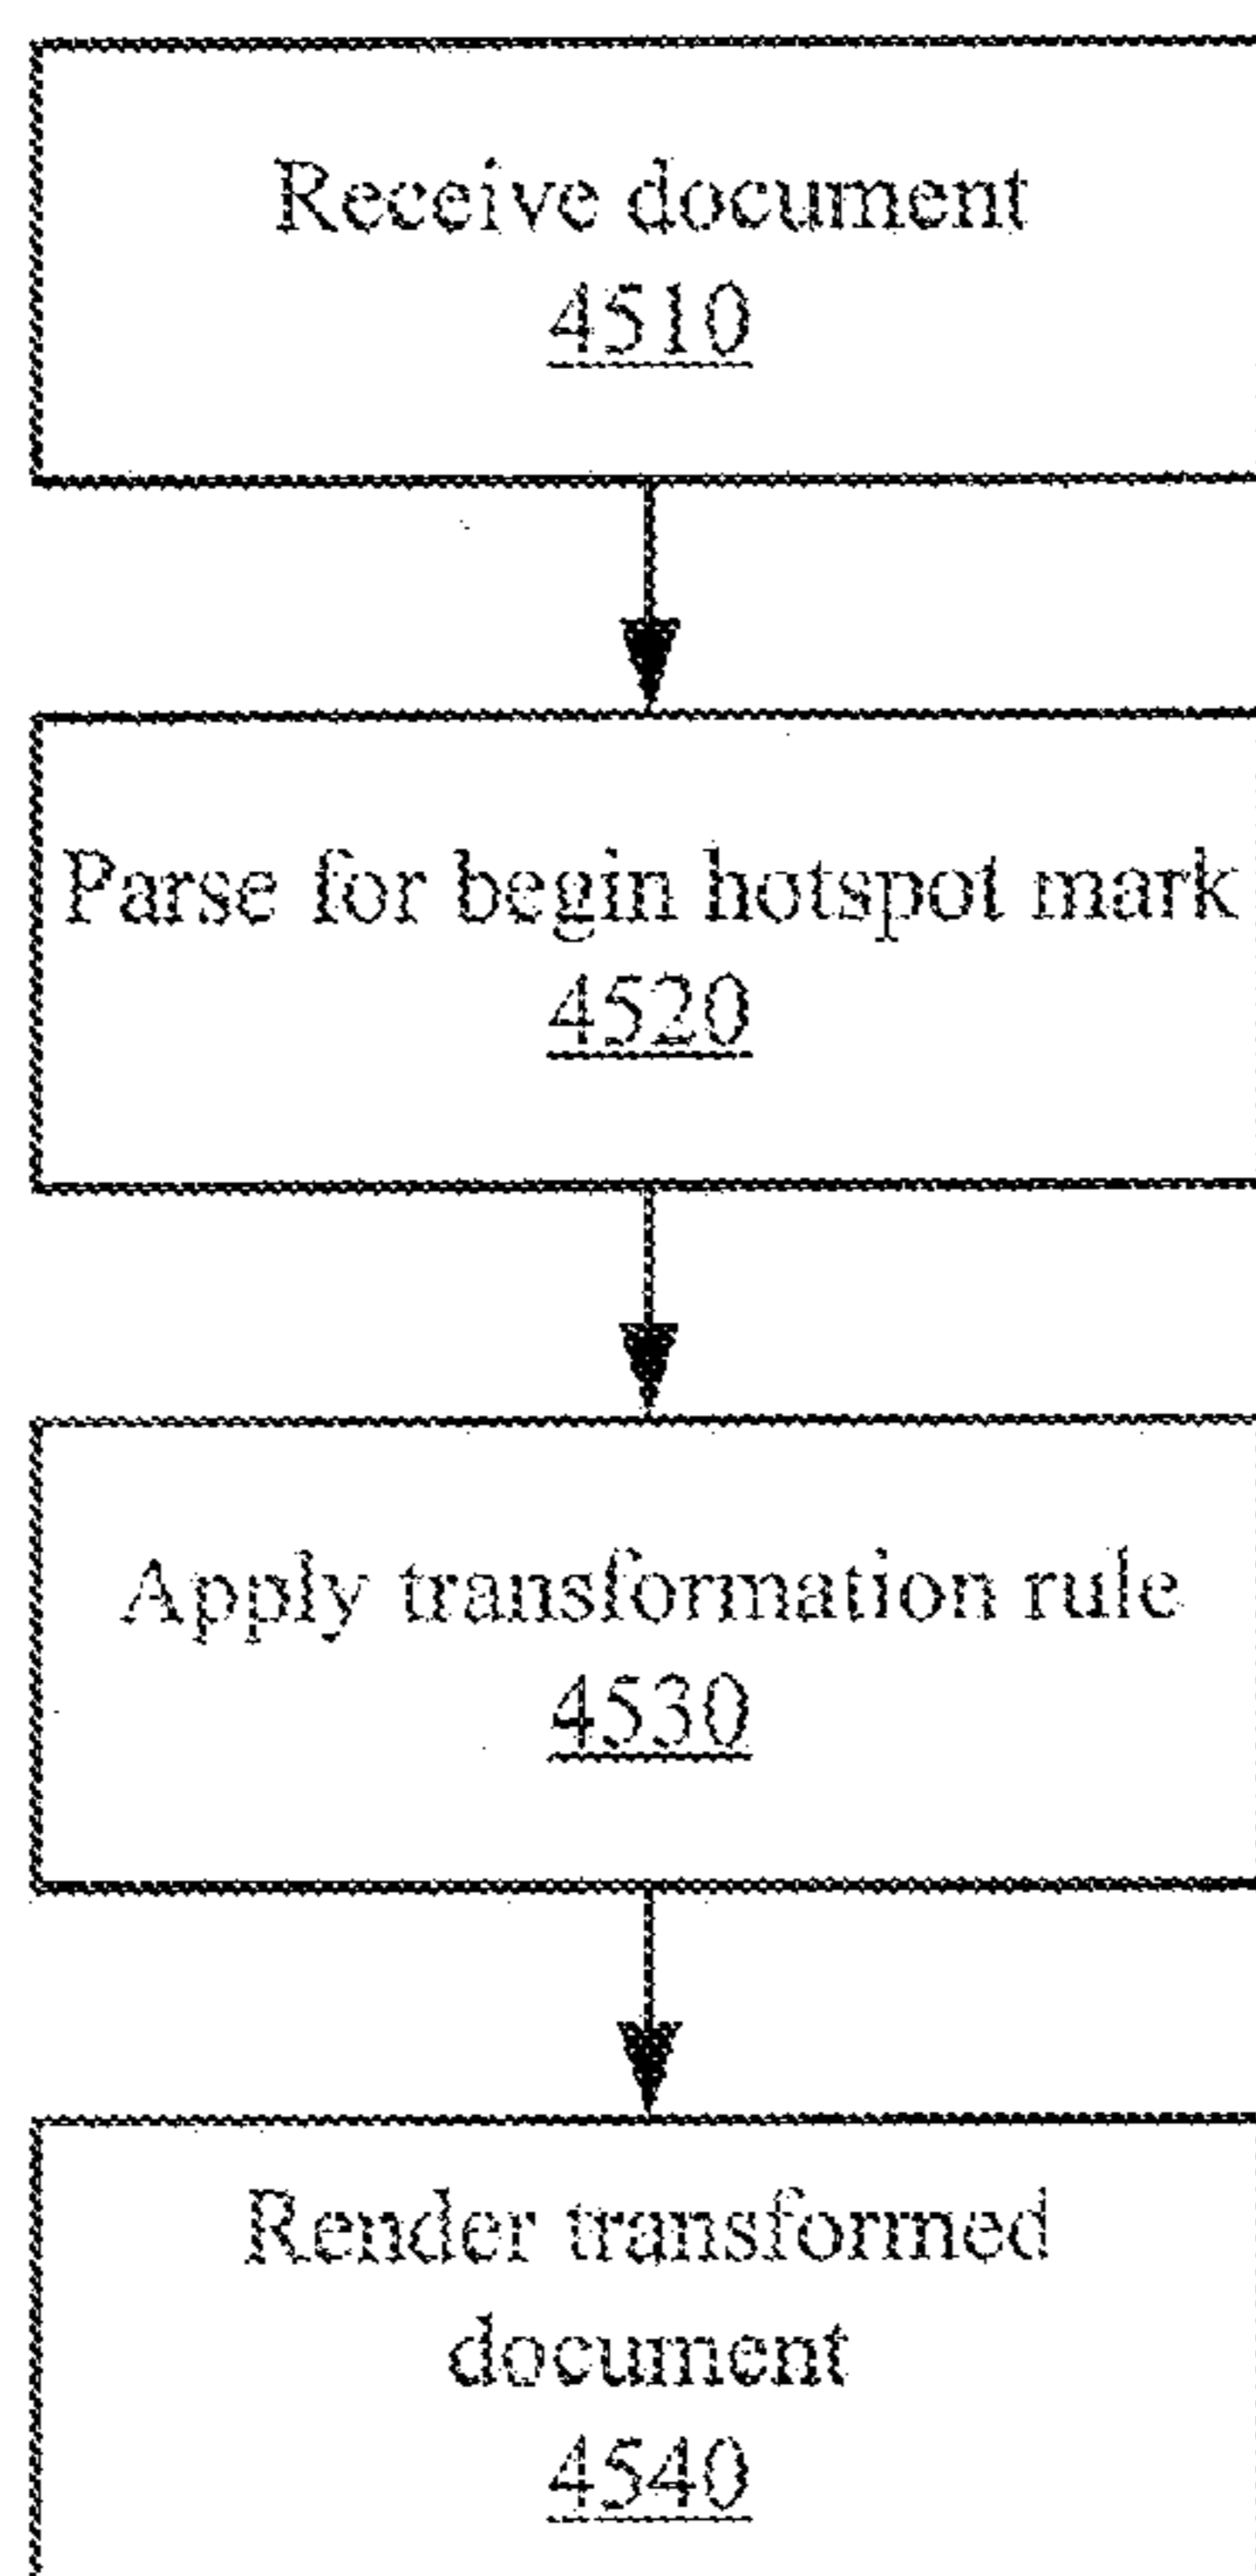 Receive document
4510
Parse for begin hotspot mark
4520
Apply transformation rule
4530
Render transformed
document
4540